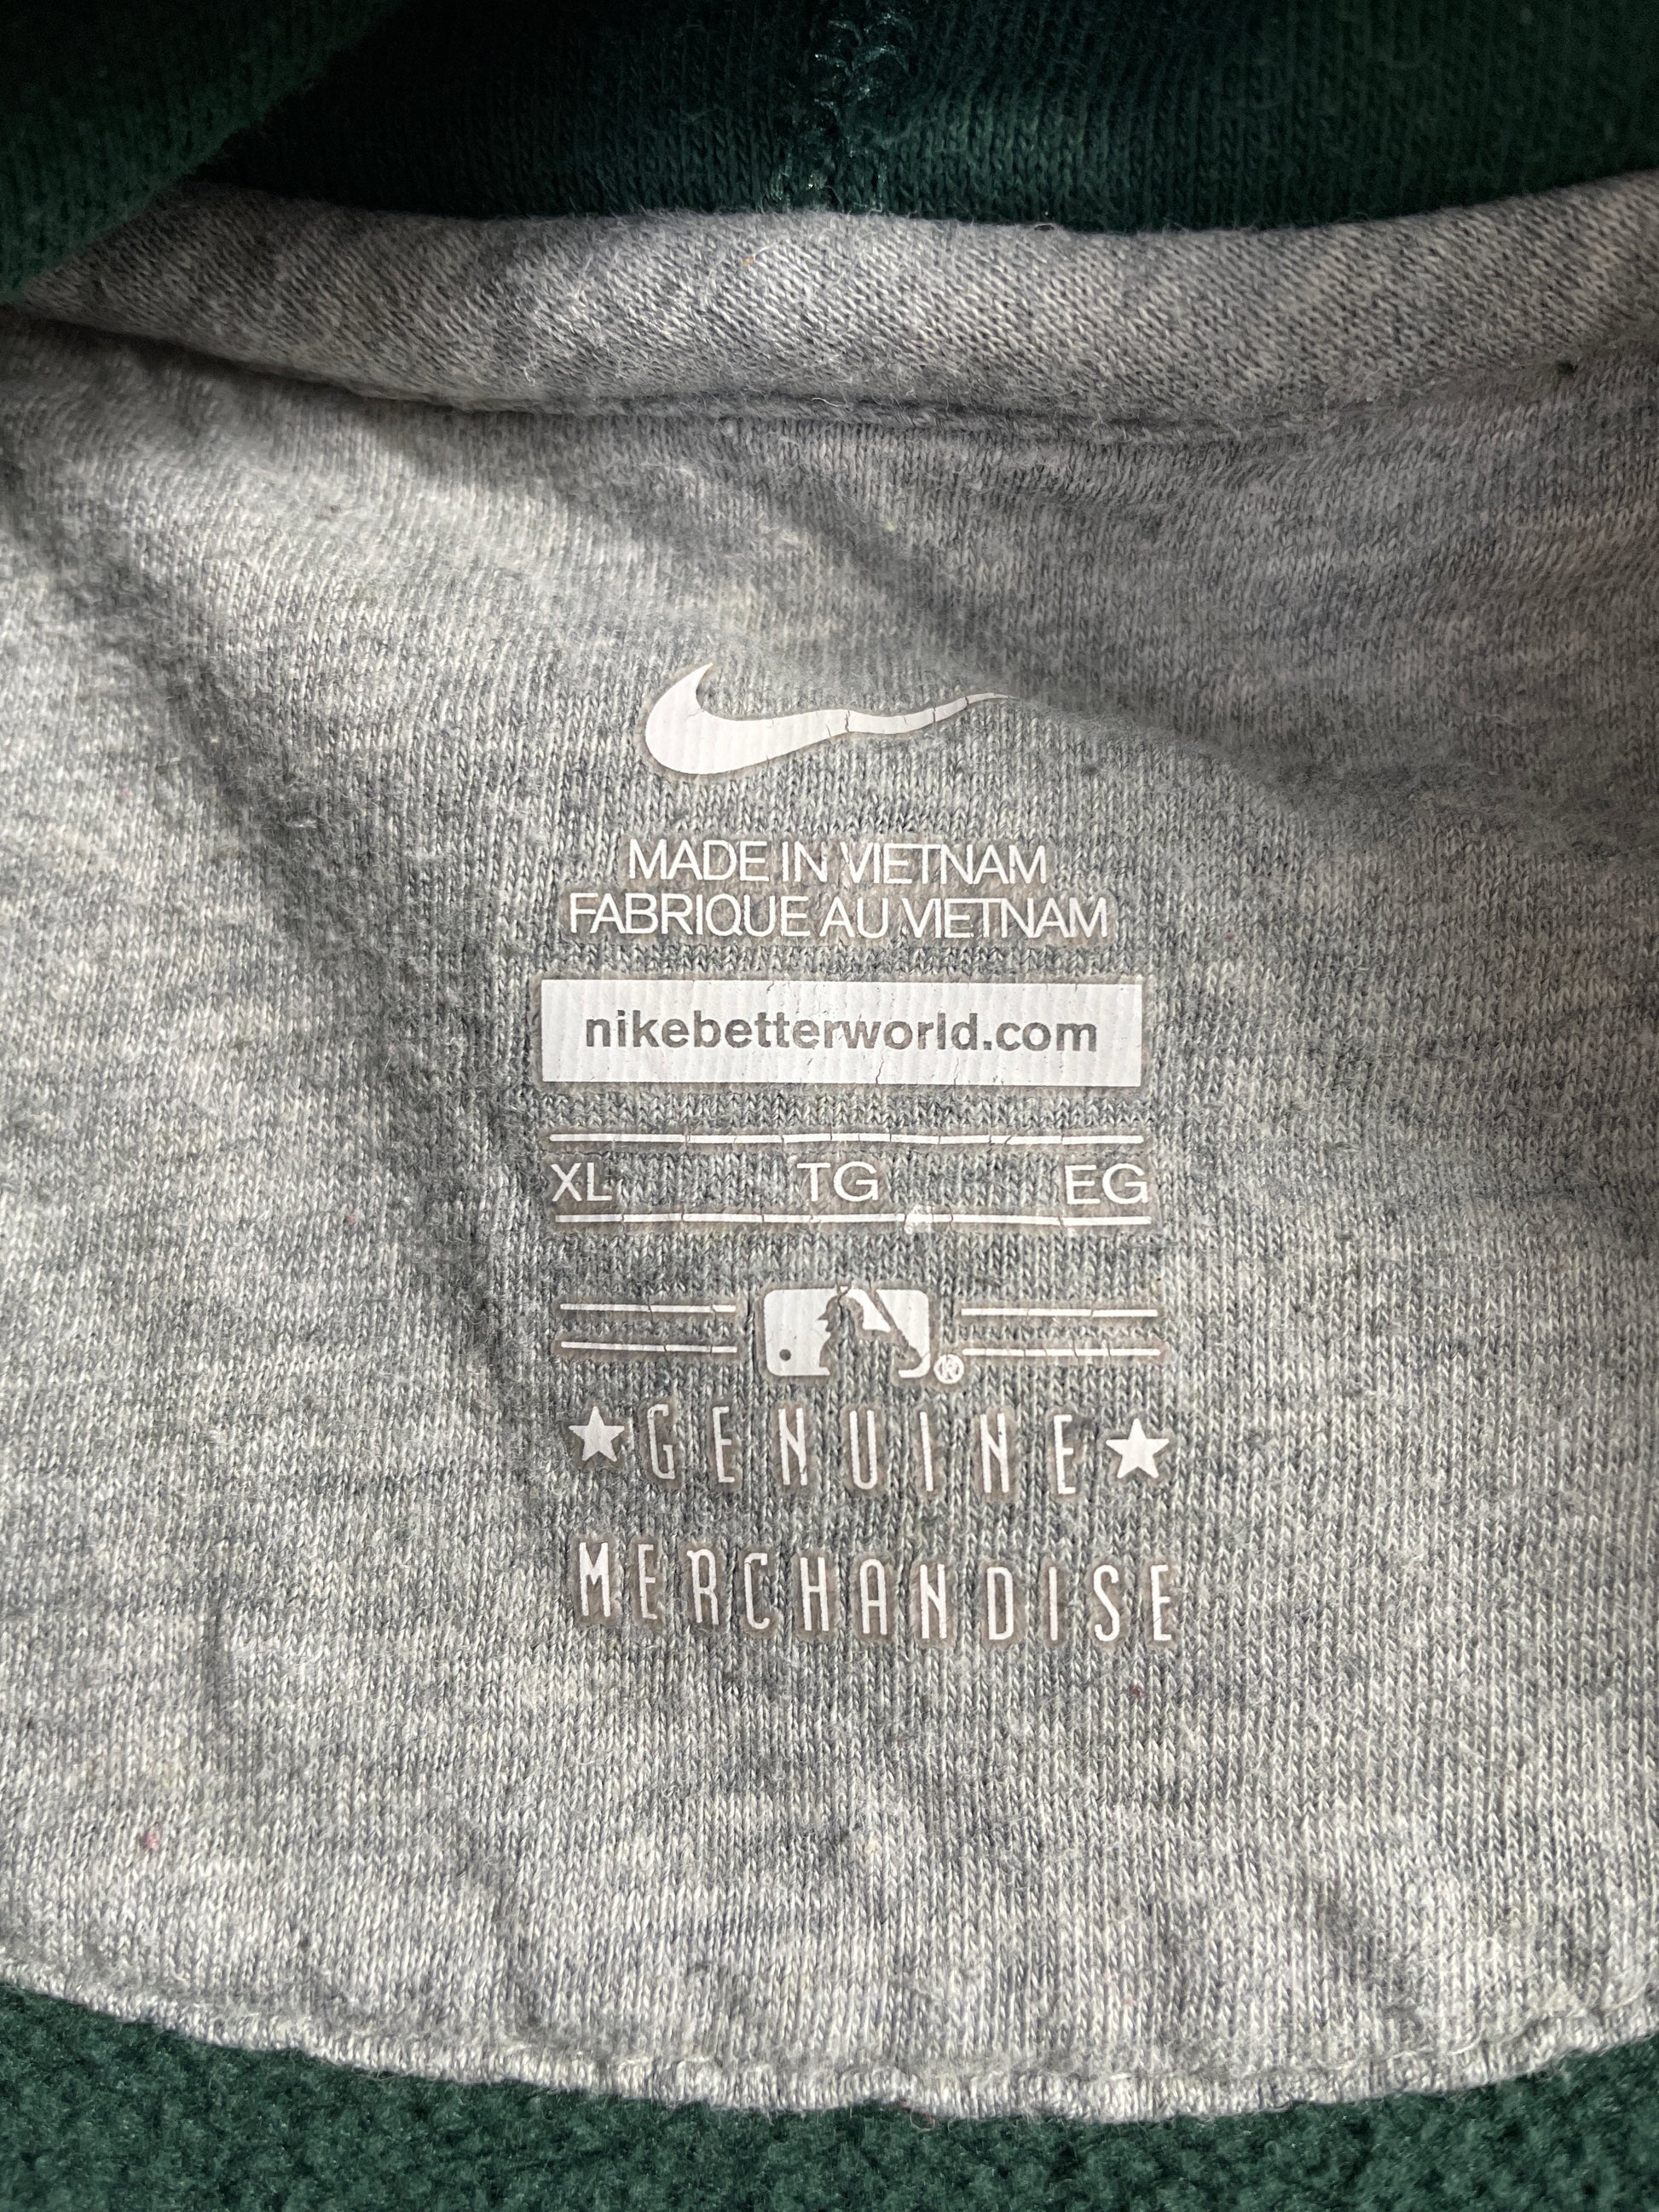 MADE IN VIETNAM
FABRIQUE AU VIETNAM
nikebetterworld.com
XL TG EG
®
★GENUINE★
MERCHANDISE